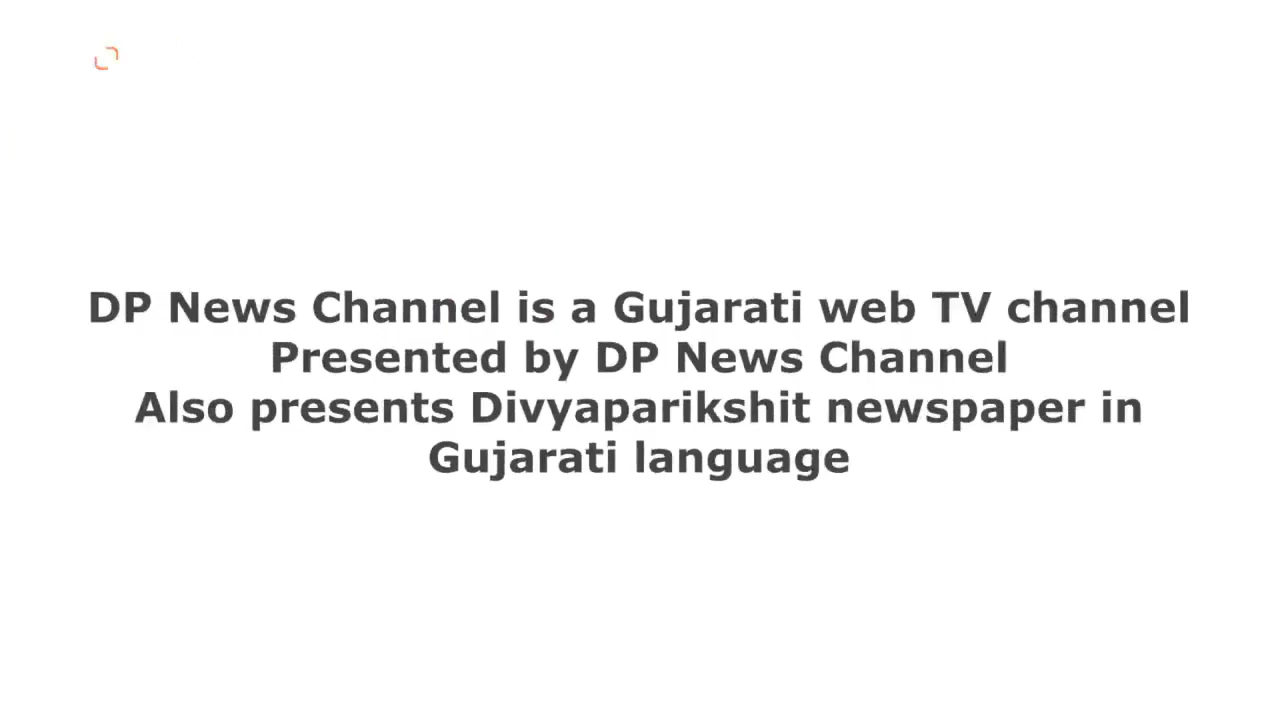 DP News Channel is a Gujarati web TV channel
Presented by DP News Channel
Also presents Divyaparikshit newspaper in
Gujarati language